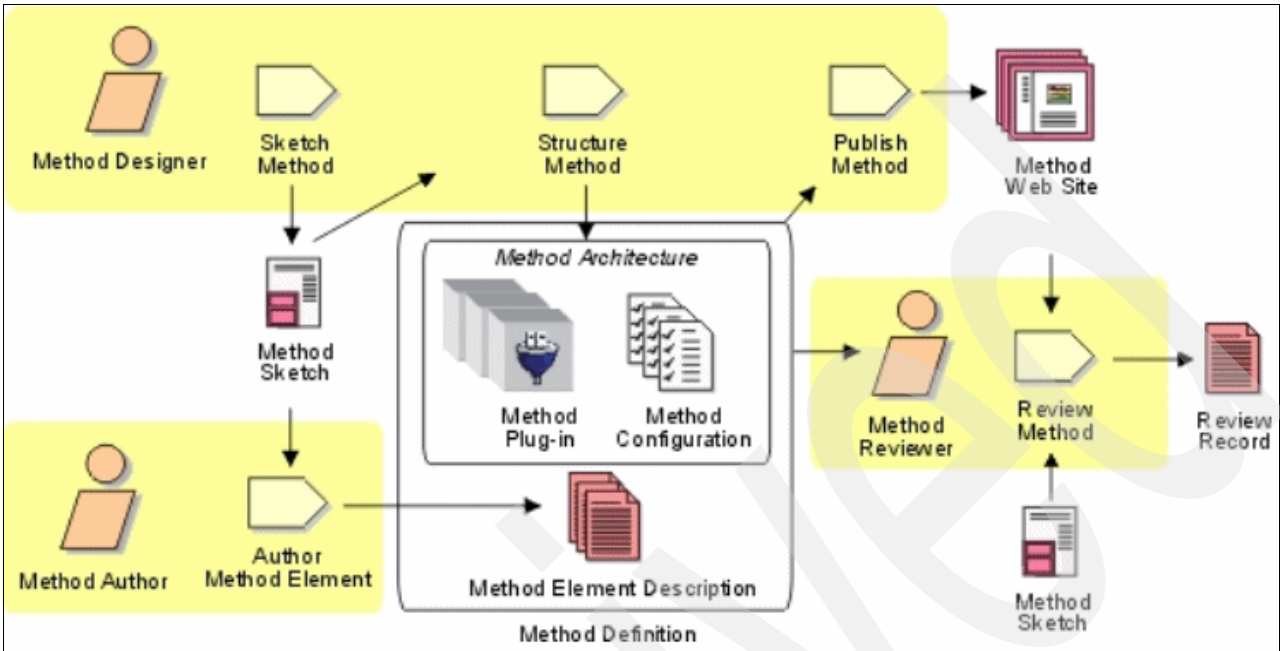 Method Designer
Sketch
Method
Structure
Method
Publish
Method
Method
Web Site
Method Architecture
Method
Plug-in
Method
Configuration
Method
Sketch
Method
Reviewer
Review
Method
Review
Record
Method Author
Author
Method Element
Method Element Description
Method Definition
Method
Sketch